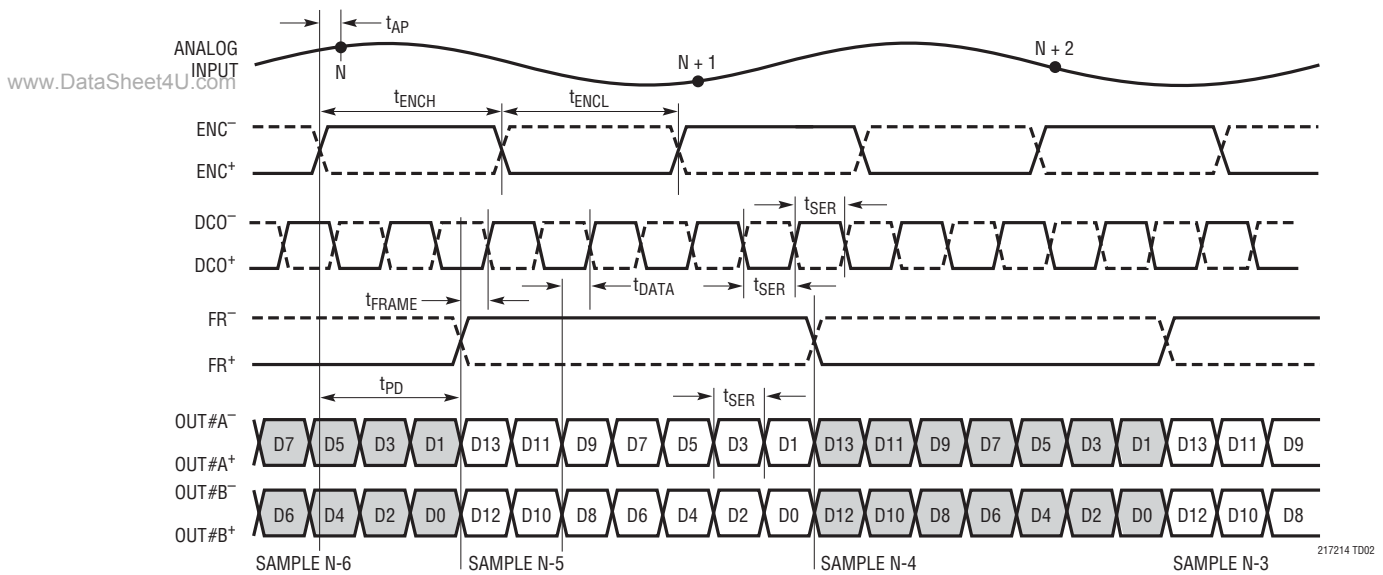 tAP
ANALOG
INPUT
N
N + 1
N + 2
www.DataSheet4U.com
tENCH
tENCL
ENC–
ENC+
DCO–
DCO+
tSER
tFRAME
tDATA
tSER
FR–
FR+
tPD
tSER
OUT#A–
D7 D5 D3 D1 D13 D11 D9 D7 D5 D3 D1 D13 D11 D9 D7 D5 D3 D1 D13 D11 D9
OUT#A+
OUT#B–
D6 D4 D2 D0 D12 D10 D8 D6 D4 D2 D0 D12 D10 D8 D6 D4 D2 D0 D12 D10 D8
OUT#B+
SAMPLE N-6
SAMPLE N-5
SAMPLE N-4
SAMPLE N-3
217214 TD02